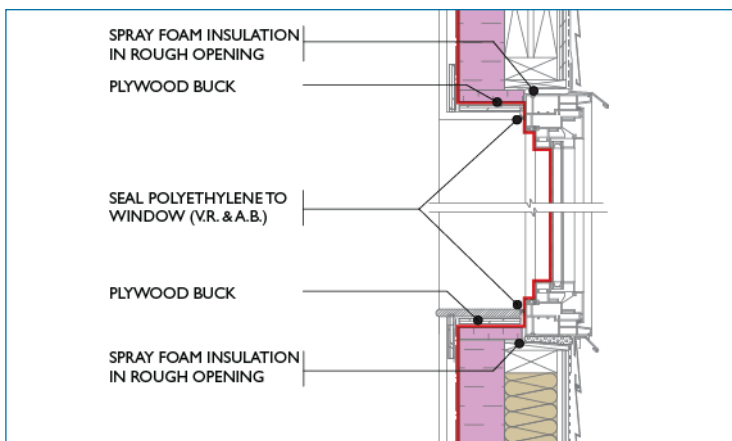 SPRAY FOAM INSULATION
IN ROUGH OPENING
PLYWOOD BUCK
SEAL POLYETHYLENE TO
WINDOW (V.R. & A.B.)
PLYWOOD BUCK
SPRAY FOAM INSULATION
IN ROUGH OPENING